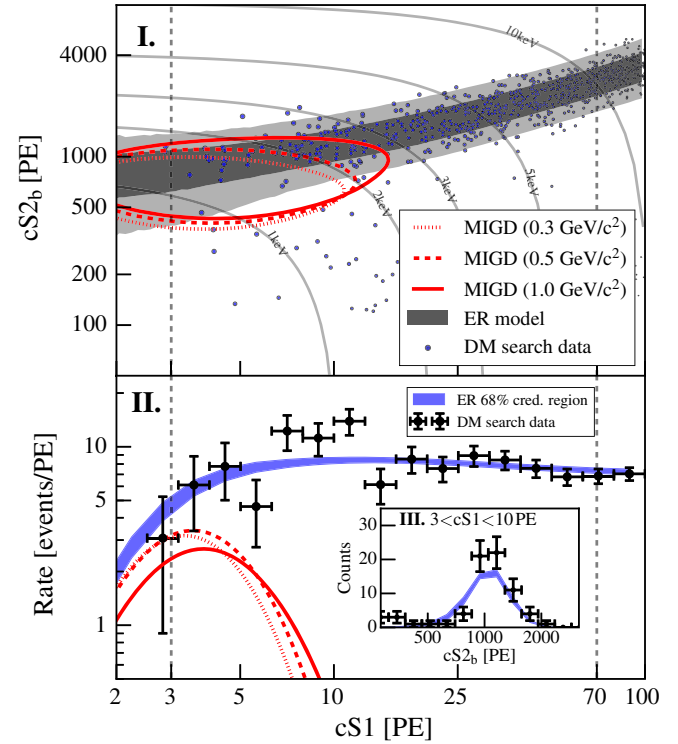 I.
4000
1000
500
200
100
cS2b [PE]
10keV
5keV
3keV
2keV
1keV
MIGD (0.3 GeV/c²)
MIGD (0.5 GeV/c²)
MIGD (1.0 GeV/c²)
ER model
DM search data
II.
ER 68% cred. region
DM search data
10
5
1
Rate [events/PE]
III. 3<cS1<10PE
30
20
10
0
Counts
500 1000 2000
cS2b [PE]
2 3 5 10 25 70 100
cS1 [PE]